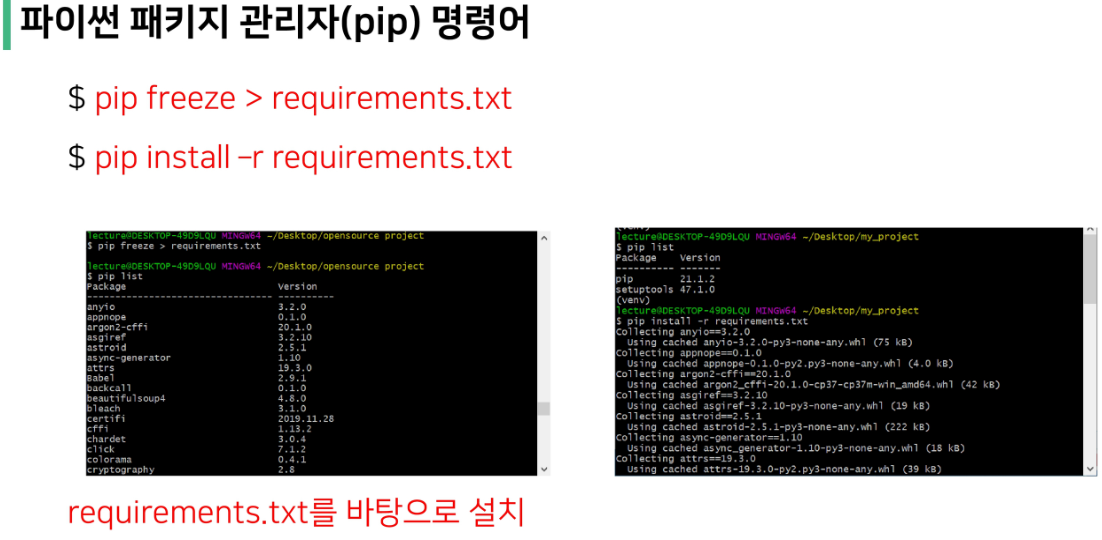 파이썬 패키지 관리자(pip) 명령어
$ pip freeze > requirements.txt
$ pip install –r requirements.txt
lecture@DESKTOP-49D9LQU MINGW64 ~/Desktop/opensource project
$ pip freeze > requirements.txt
lecture@DESKTOP-49D9LQU MINGW64 ~/Desktop/opensource project
$ pip list
Package Version
-------------------------------- ----------
anyio 3.2.0
appnope 0.1.0
argon2-cffi 20.1.0
asgiref 3.2.10
astroid 2.5.1
async-generator 1.10
attrs 19.3.0
Babel 2.9.1
backcall 0.1.0
beautifulsoup4 4.8.0
bleach 3.1.0
certifi 2019.11.28
cffi 1.13.2
chardet 3.0.4
click 7.1.2
colorama 0.4.1
cryptography 2.8
(venv)
lecture@DESKTOP-49D9LQU MINGW64 ~/Desktop/my_project
$ pip list
Package Version
---------- -------
pip 21.1.2
setuptools 47.1.0
(venv)
lecture@DESKTOP-49D9LQU MINGW64 ~/Desktop/my_project
$ pip install -r requirements.txt
Collecting anyio==3.2.0
Using cached anyio-3.2.0-py3-none-any.whl (75 kB)
Collecting appnope==0.1.0
Using cached appnope-0.1.0-py2.py3-none-any.whl (4.0 kB)
Collecting argon2-cffi==20.1.0
Using cached argon2_cffi-20.1.0-cp37-cp37m-win_amd64.whl (42 kB)
Collecting asgiref==3.2.10
Using cached asgiref-3.2.10-py3-none-any.whl (19 kB)
Collecting astroid==2.5.1
Using cached astroid-2.5.1-py3-none-any.whl (222 kB)
Collecting async-generator==1.10
Using cached async_generator-1.10-py3-none-any.whl (18 kB)
Collecting attrs==19.3.0
Using cached attrs-19.3.0-py2.py3-none-any.whl (39 kB)
requirements.txt를 바탕으로 설치